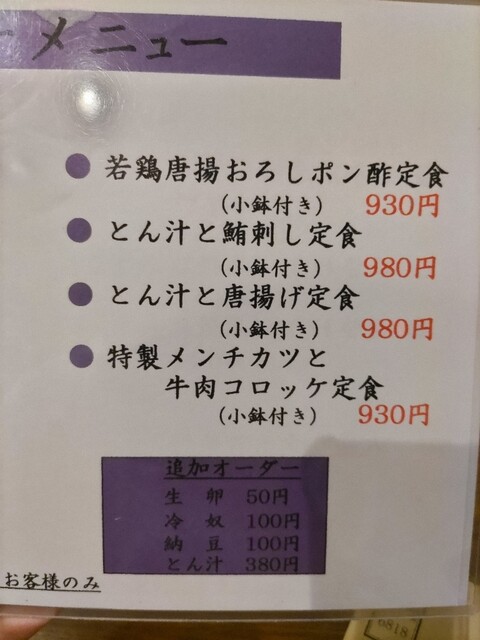 ーメニュー
● 若鶏唐揚おろしポン酢定食
(小鉢付き) 930円
● とん汁と鮪刺し定食
(小鉢付き) 980円
● とん汁と唐揚げ定食
(小鉢付き) 980円
● 特製メンチカツと
牛肉コロッケ定食
(小鉢付き) 930円
追加オーダー
生 卵 50円
冷 奴 100円
納 豆 100円
とん汁 380円
お客様のみ
6818